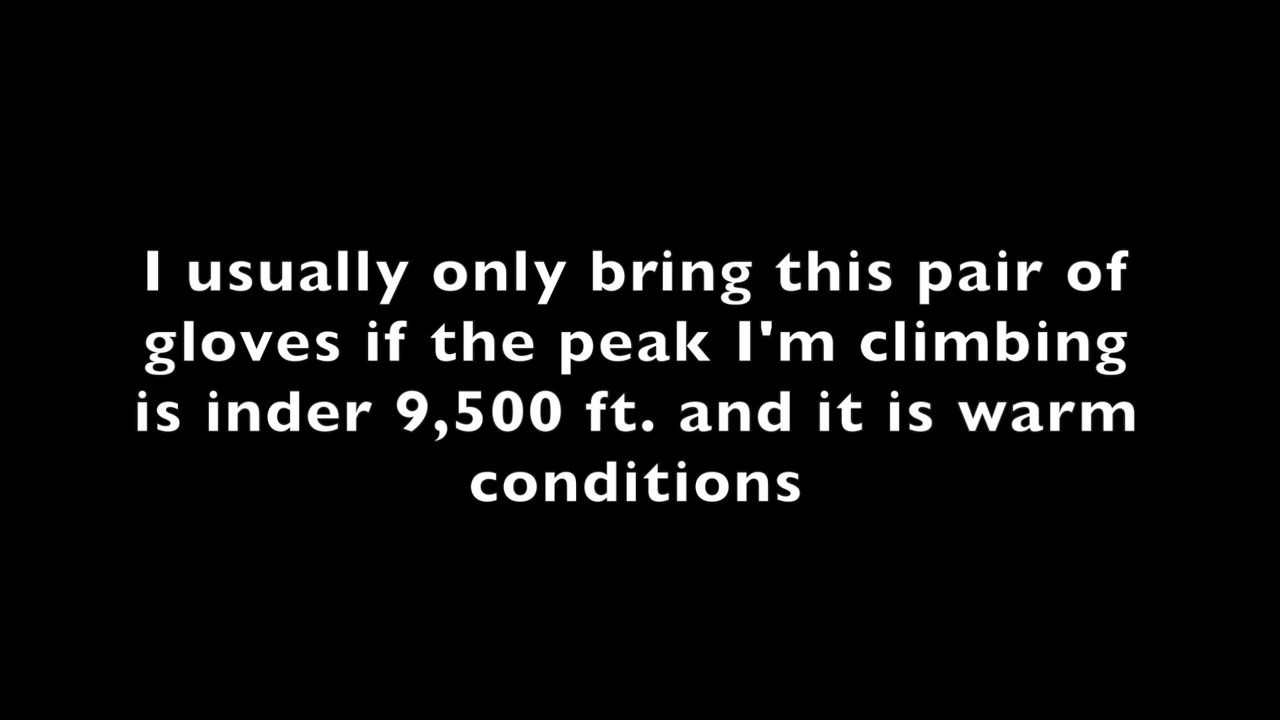 I usually only bring this pair of
gloves if the peak I'm climbing
is inder 9,500 ft. and it is warm
conditions